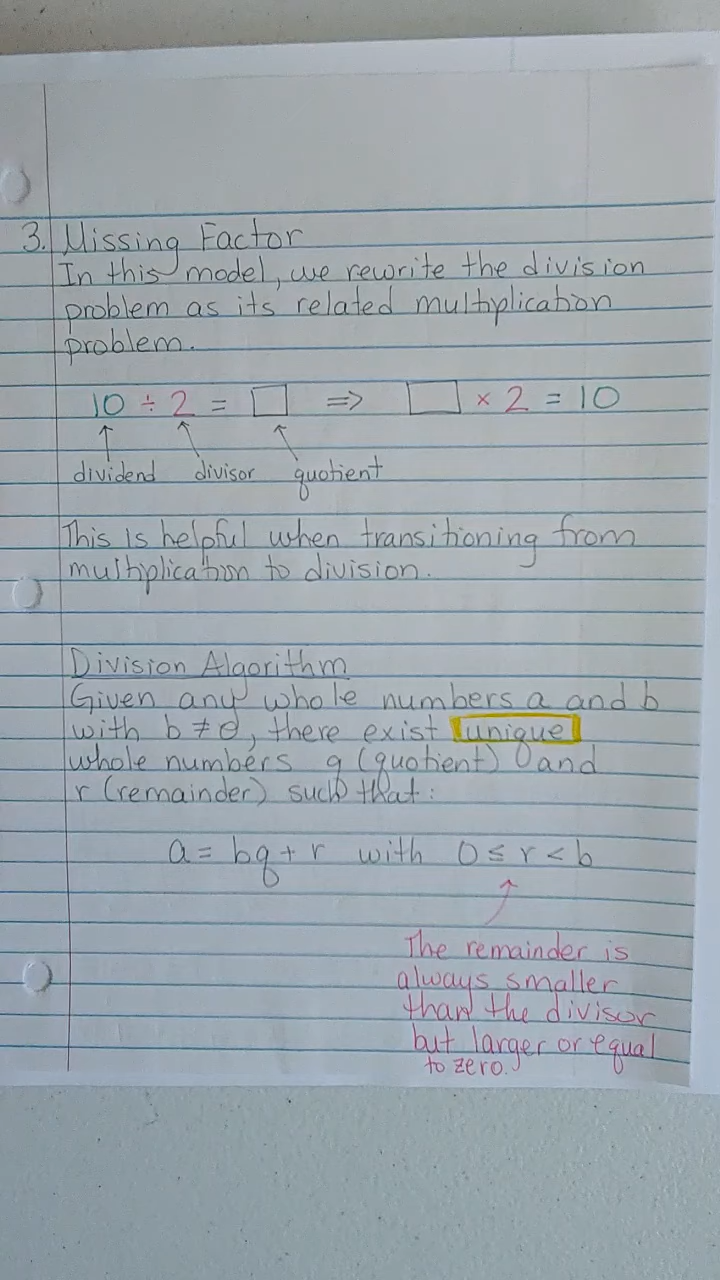 3. Missing Factor
In this model, we rewrite the division
problem as its related multiplication
problem.
10 ÷ 2 = □ ⇒ □ × 2 = 10
dividend divisor quotient
This is helpful when transitioning from
multiplication to division.
Division Algorithm
Given any whole numbers a and b
with b ≠ 0, there exist unique
whole numbers q (quotient) and
r (remainder) such that:
a = bq + r with 0 ≤ r < b
The remainder is
always smaller
than the divisor
but larger or equal
to zero.